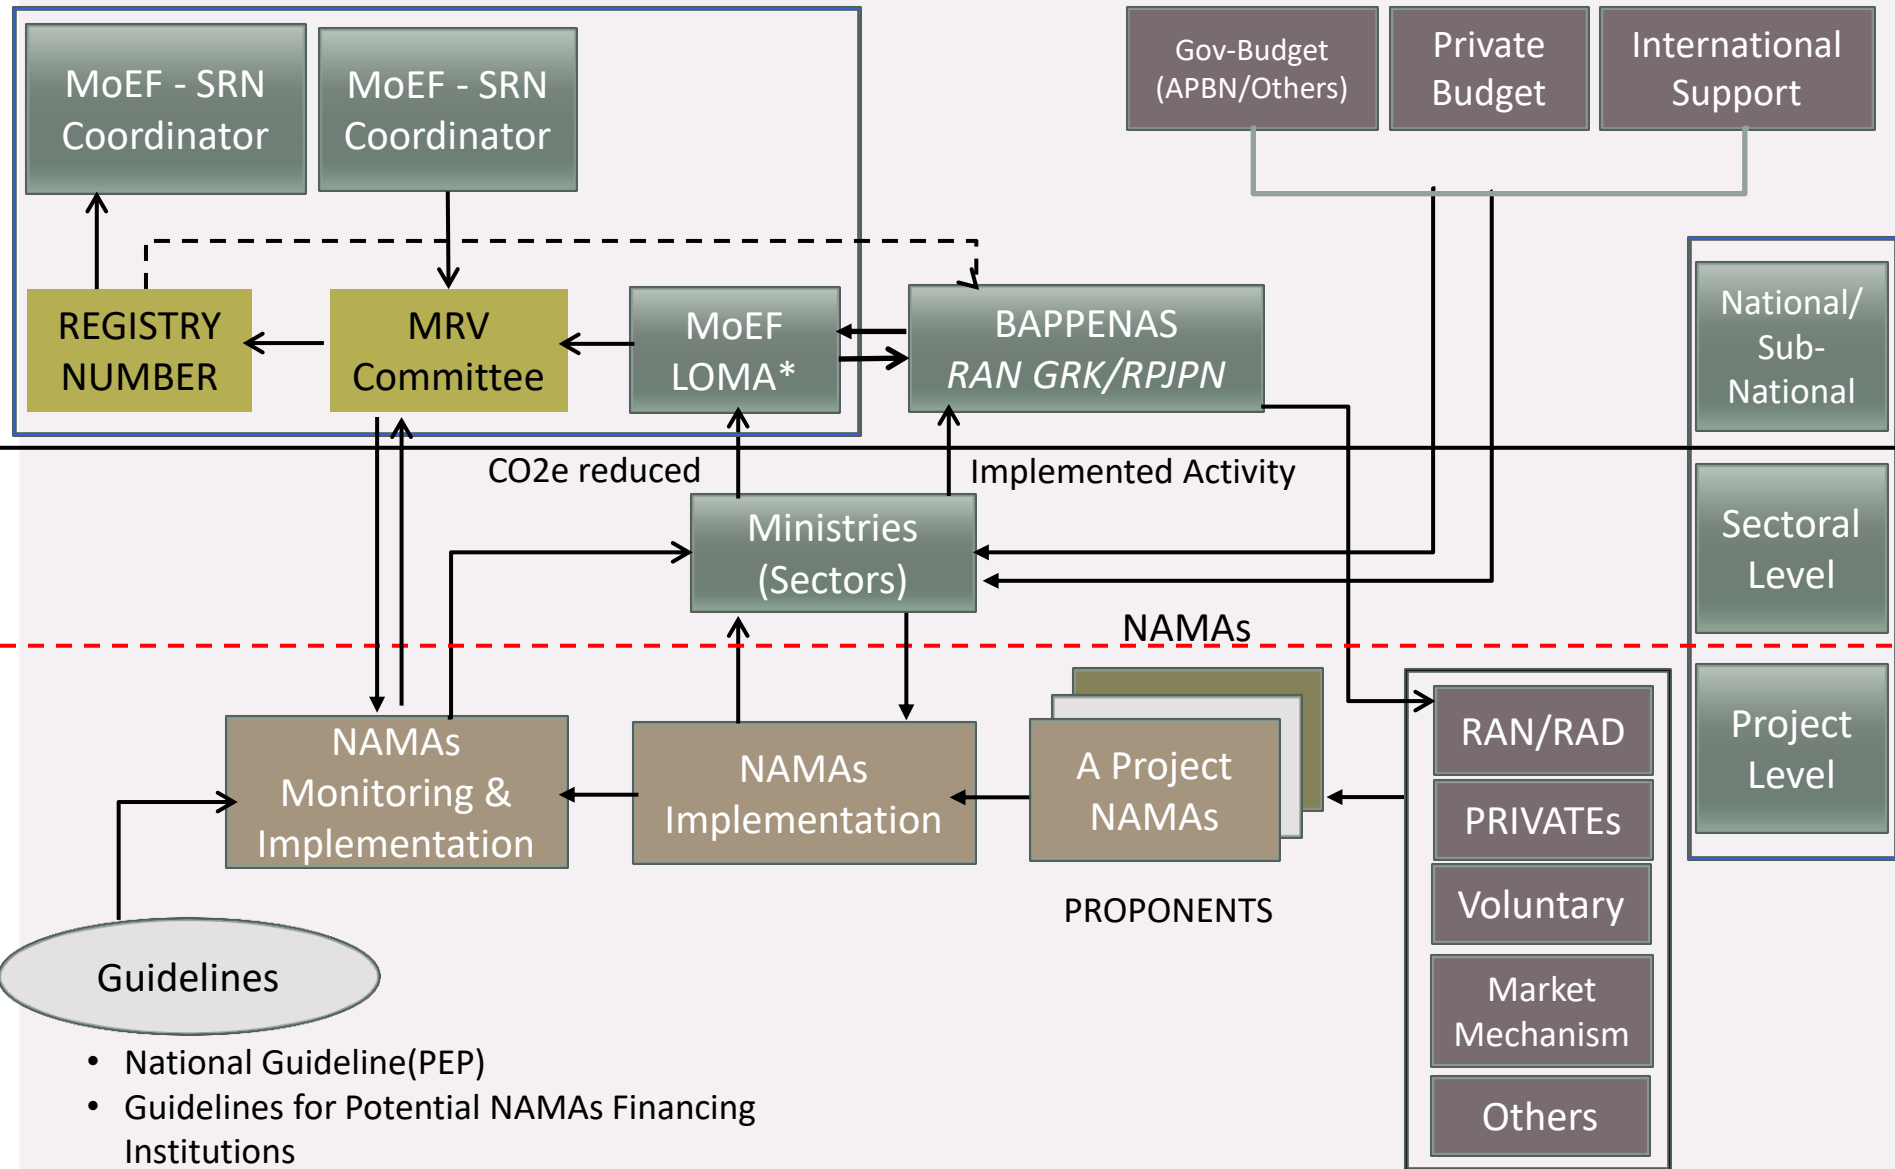 MoEF - SRN
Coordinator
MoEF - SRN
Coordinator
Gov-Budget
(APBN/Others)
Private
Budget
International
Support
REGISTRY
NUMBER
MRV
Committee
MoEF
LOMA*
BAPPENAS
RAN GRK/RPJPN
National/
Sub-
National
CO2e reduced
Implemented Activity
Ministries
(Sectors)
Sectoral
Level
NAMAs
NAMAs
Monitoring &
Implementation
NAMAs
Implementation
A Project
NAMAs
RAN/RAD
PRIVATEs
Voluntary
Market
Mechanism
Others
Project
Level
PROPONENTS
Guidelines
• National Guideline(PEP)
• Guidelines for Potential NAMAs Financing
Institutions